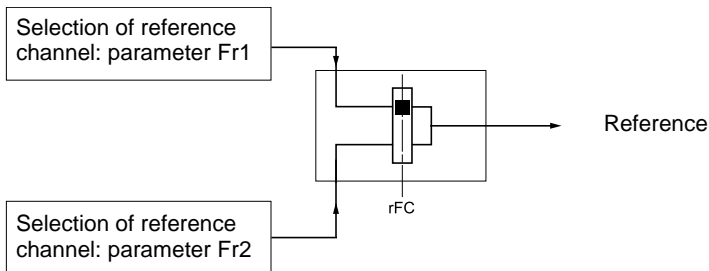 Selection of reference
channel: parameter Fr1
Reference
rFC
Selection of reference
channel: parameter Fr2